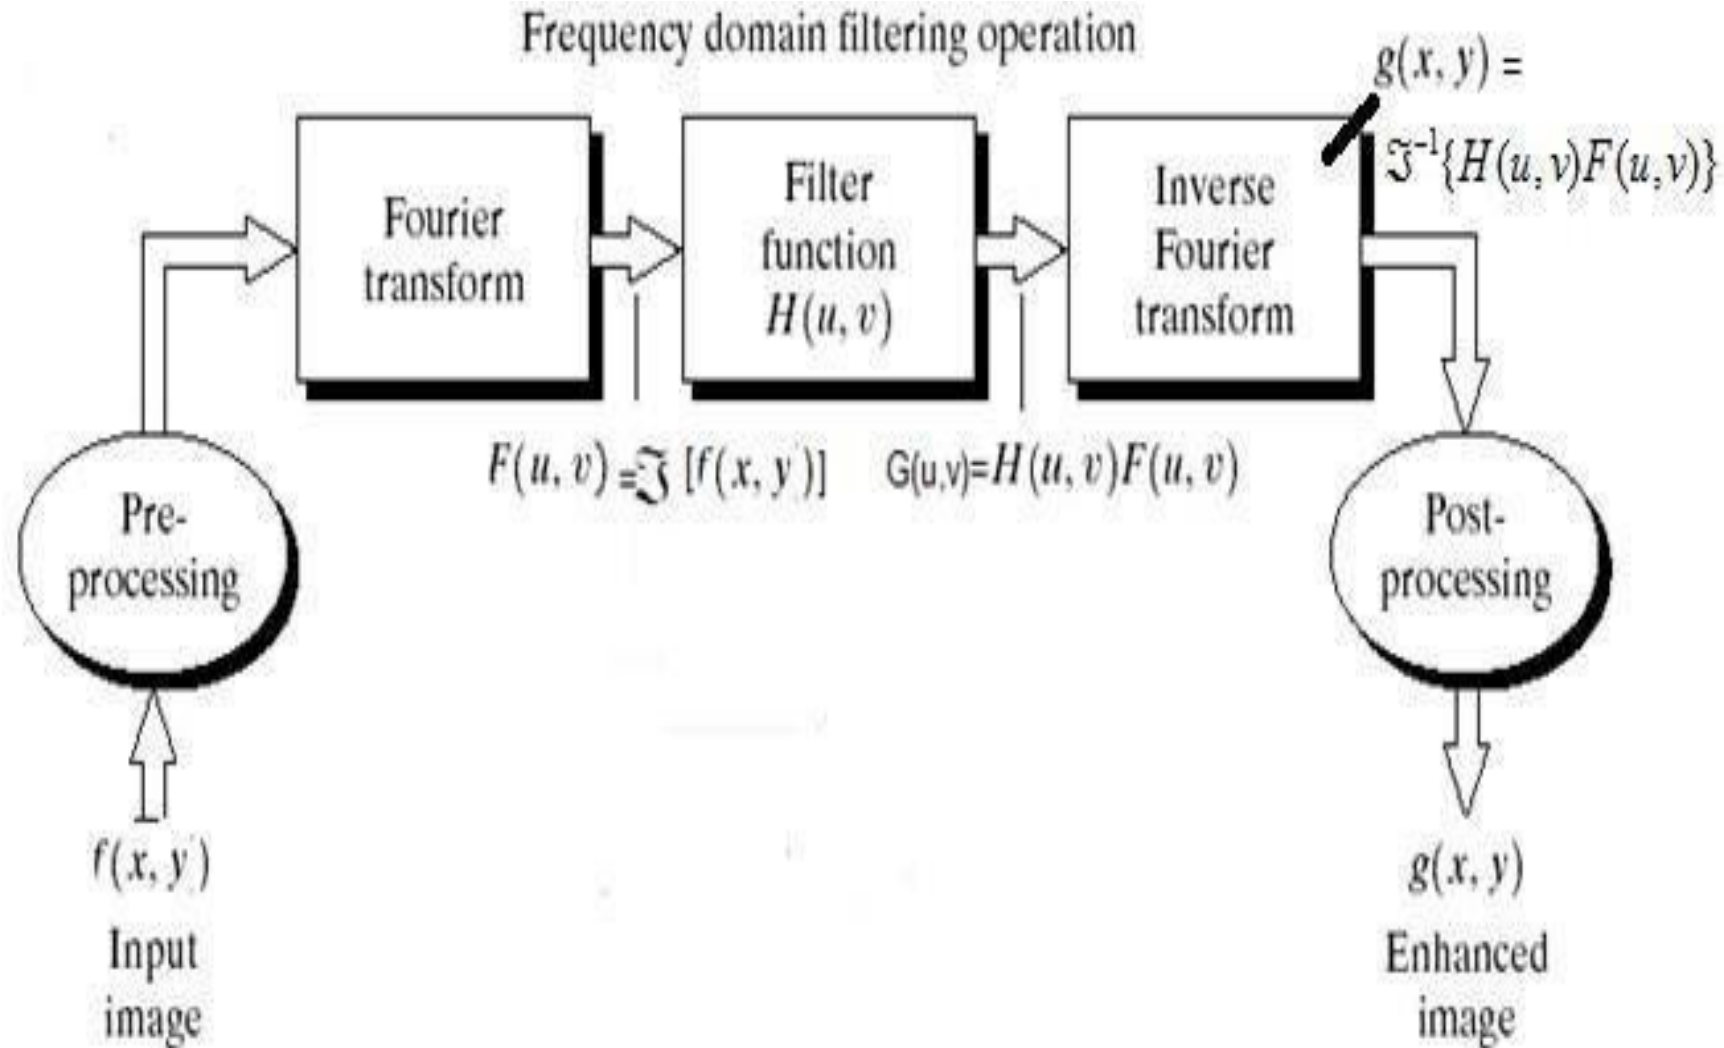 Frequency domain filtering operation
g(x, y) =
ℑ⁻¹{H(u,v)F(u,v)}
Fourier
transform
Filter
function
H(u, v)
Inverse
Fourier
transform
F(u, v) = ℑ [f(x, y)]
G(u,v)=H(u, v)F(u, v)
Pre-
processing
Post-
processing
f(x, y)
Input
image
g(x, y)
Enhanced
image